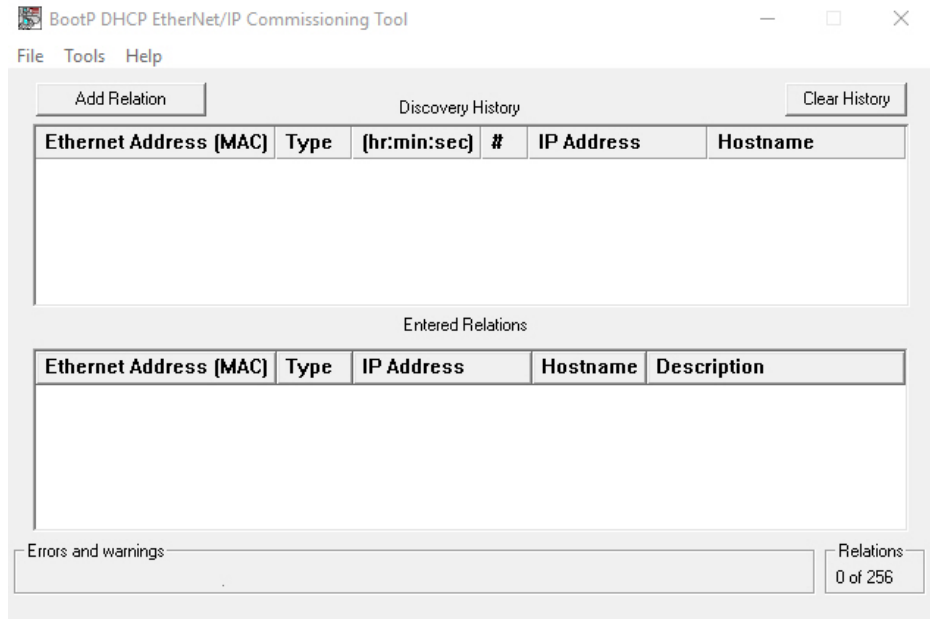 BootP DHCP EtherNet/IP Commissioning Tool
File Tools Help
Add Relation Discovery History Clear History
Ethernet Address (MAC) Type (hr:min:sec) # IP Address Hostname
Entered Relations
Ethernet Address (MAC) Type IP Address Hostname Description
Errors and warnings Relations
0 of 256